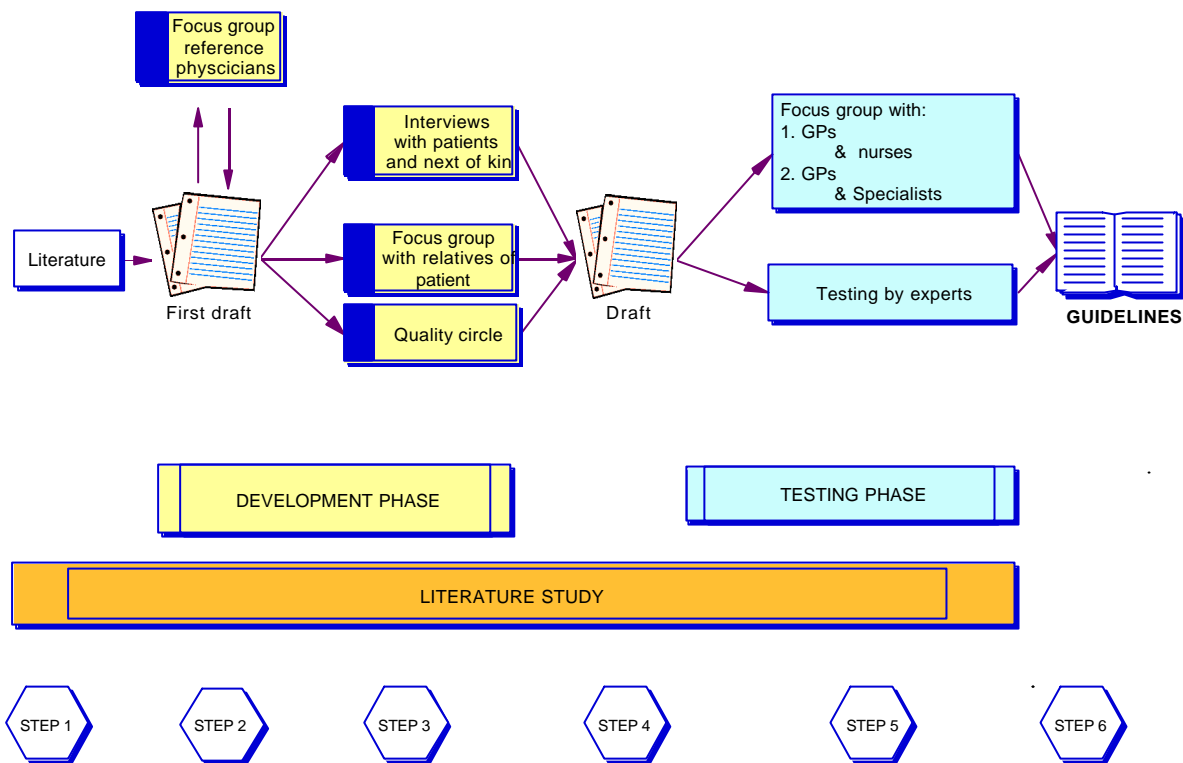 Focus group
reference
physcicians
Interviews
with patients
and next of kin
Focus group with:
1. GPs
& nurses
2. GPs
& Specialists
Literature
First draft
Focus group
with relatives of
patient
Quality circle
Draft
Testing by experts
GUIDELINES
DEVELOPMENT PHASE
TESTING PHASE
LITERATURE STUDY
STEP 1
STEP 2
STEP 3
STEP 4
STEP 5
STEP 6